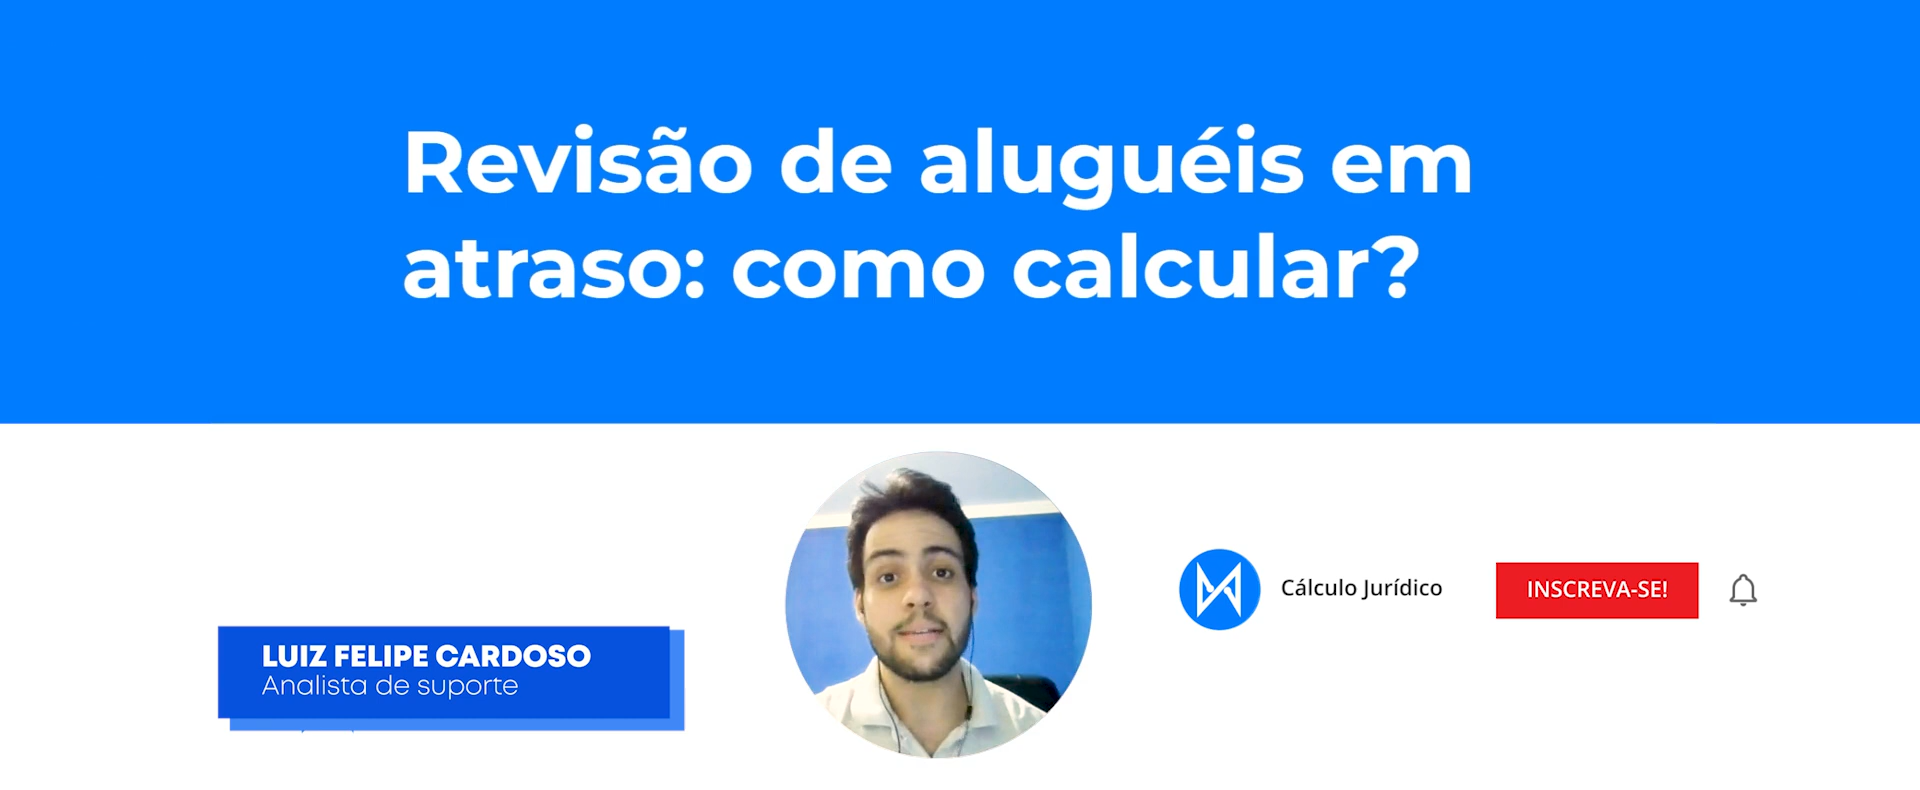 Revisão de aluguéis em
atraso: como calcular?
LUIZ FELIPE CARDOSO
Analista de suporte
Cálculo Jurídico
INSCREVA-SE!